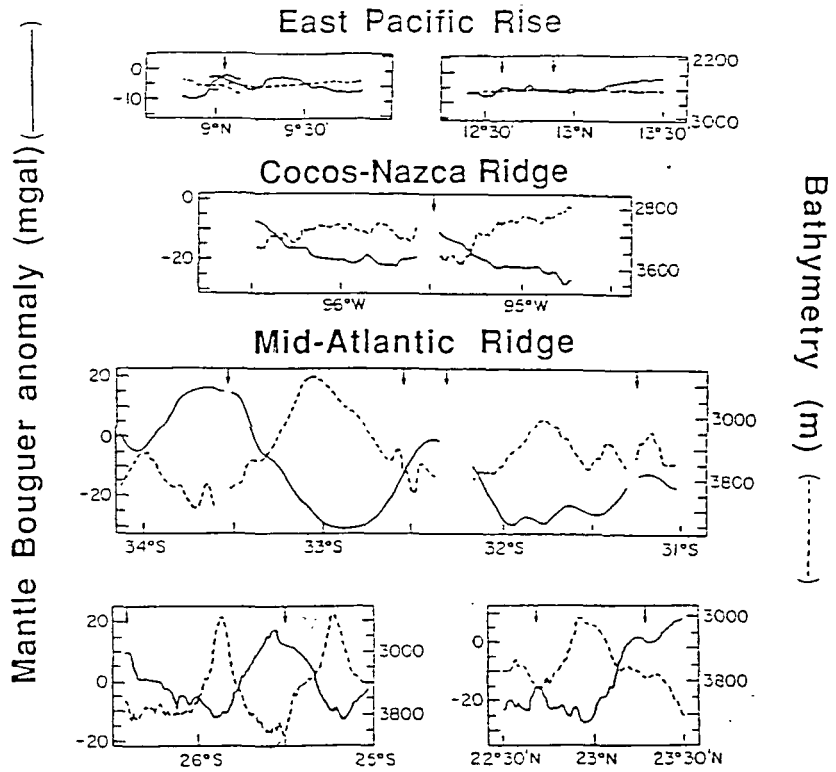 East Pacific Rise
0
-10
9°N
9°30'
12°30'
13°N
13°30'
2200
3000
Cocos-Nazca Ridge
0
-20
96°W
95°W
2800
3600
Mid-Atlantic Ridge
20
0
-20
34°S
33°S
32°S
31°S
3000
3800
20
0
-20
26°S
25°S
3000
3800
0
-20
22°30'N
23°N
23°30'N
3000
3800
Mantle Bouguer anomaly (mgal)
Bathymetry (m)